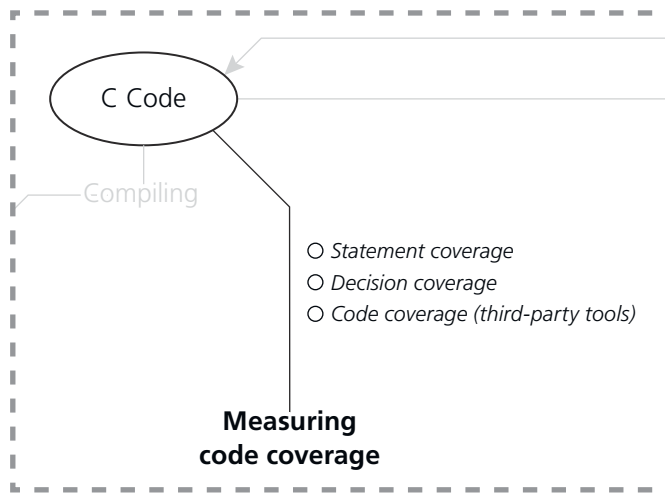 C Code
Compiling
Statement coverage
Decision coverage
Code coverage (third-party tools)
Measuring
code coverage